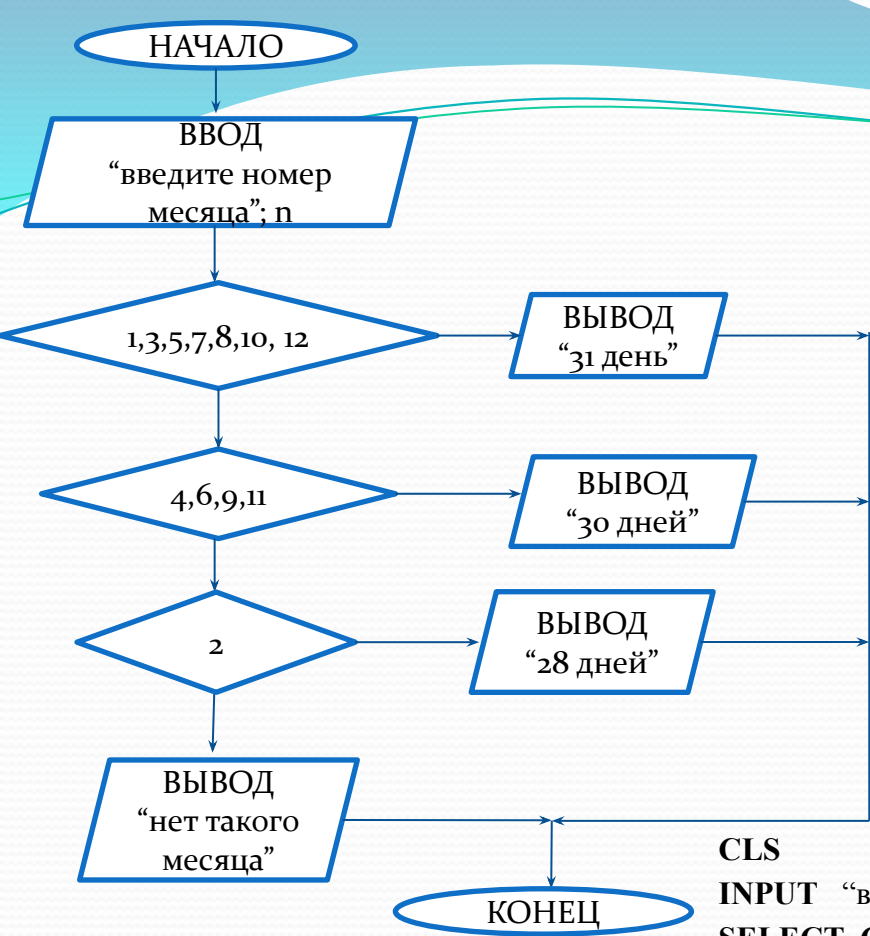 НАЧАЛО
ВВОД
“введите номер
месяца”; n
1,3,5,7,8,10, 12
ВЫВОД
“31 день”
4,6,9,11
ВЫВОД
“30 дней”
2
ВЫВОД
“28 дней”
ВЫВОД
“нет такого
месяца”
КОНЕЦ
CLS
INPUT “в
SELECT